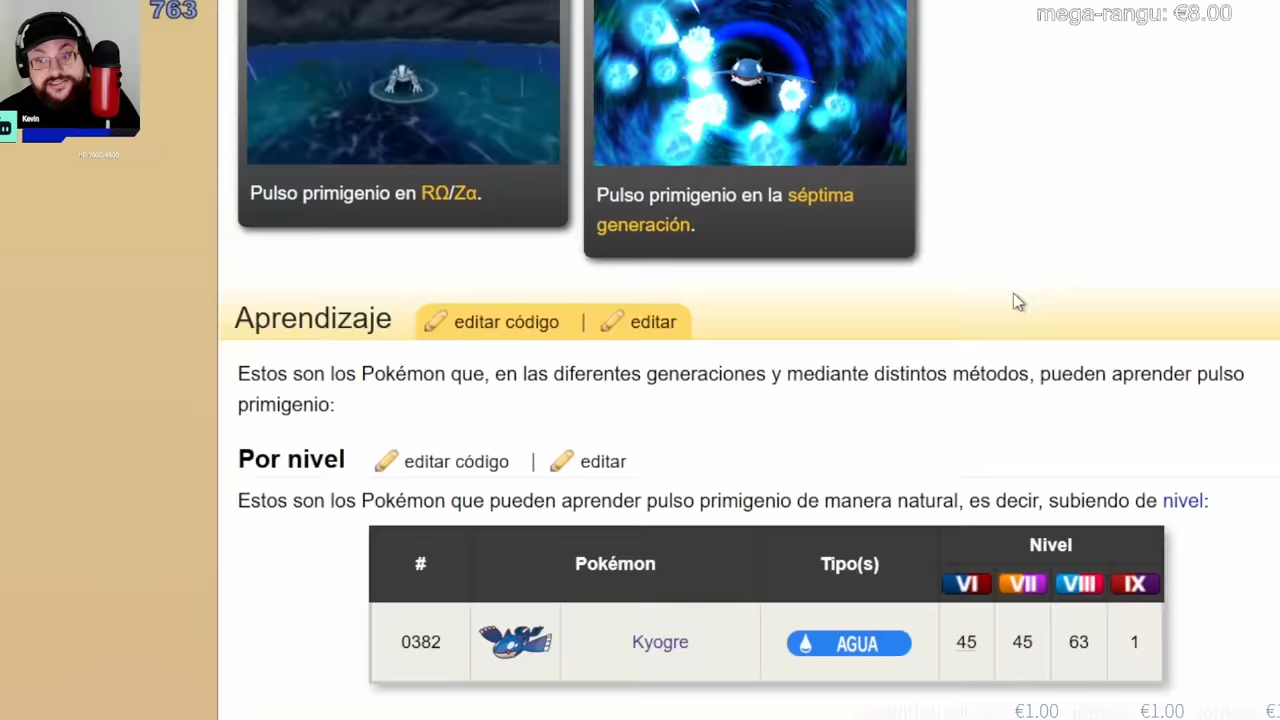 763
mega-rangu: €8.00
Kevin
Pulso primigenio en RΩ/Zα.
Pulso primigenio en la séptima
generación.
Aprendizaje editar código | editar
Estos son los Pokémon que, en las diferentes generaciones y mediante distintos métodos, pueden aprender pulso
primigenio:
Por nivel editar código | editar
Estos son los Pokémon que pueden aprender pulso primigenio de manera natural, es decir, subiendo de nivel:
# Pokémon Tipo(s) Nivel
VI VII VIII IX
0382 Kyogre AGUA 45 45 63 1
€1.00 €1.00